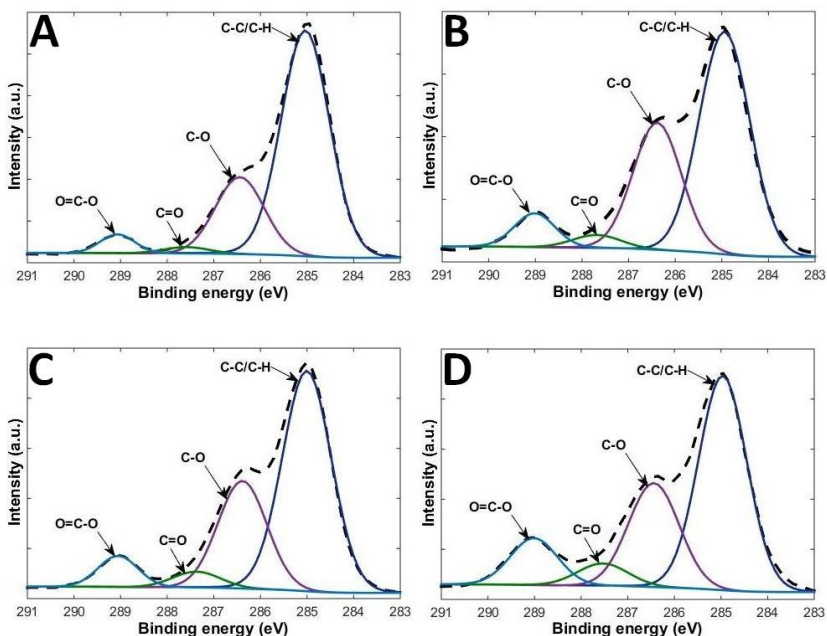 A
C-C/C-H
C-O
O=C-O
C=O
Intensity (a.u.)
291 290 289 288 287 286 285 284 283
Binding energy (eV)
B
C-C/C-H
C-O
O=C-O
C=O
Intensity (a.u.)
291 290 289 288 287 286 285 284 283
Binding energy (eV)
C
C-C/C-H
C-O
O=C-O
C=O
Intensity (a.u.)
291 290 289 288 287 286 285 284 283
Binding energy (eV)
D
C-C/C-H
C-O
O=C-O
C=O
Intensity (a.u.)
291 290 289 288 287 286 285 284 283
Binding energy (eV)